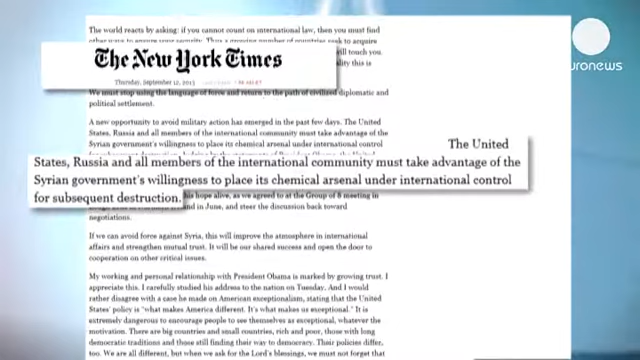 The world reacts by asking: if you cannot count on international law, then you must find
to acquire
will touch you.
this is
The New York Times
Thursday, September 12, 2013
We must stop using the language of force and return to the path of civilized diplomatic and
political settlement.
A new opportunity to avoid military action has emerged in the past few days. The United
States, Russia and all members of the international community must take advantage of the
Syrian government's willingness to place its chemical arsenal under international control
euronews
The United
States, Russia and all members of the international community must take advantage of the
Syrian government's willingness to place its chemical arsenal under international control
for subsequent destruction.
his hope alive, as we agreed to at the Group of 8 meeting in
and in June, and steer the discussion back toward
negotiations.
If we can avoid force against Syria, this will improve the atmosphere in international
affairs and strengthen mutual trust. It will be our shared success and open the door to
cooperation on other critical issues.
My working and personal relationship with President Obama is marked by growing trust. I
appreciate this. I carefully studied his address to the nation on Tuesday. And I would
rather disagree with a case he made on American exceptionalism, stating that the United
States' policy is "what makes America different. It's what makes us exceptional." It is
extremely dangerous to encourage people to see themselves as exceptional, whatever the
motivation. There are big countries and small countries, rich and poor, those with long
democratic traditions and those still finding their way to democracy. Their policies differ,
too. We are all different, but when we ask for the Lord's blessings, we must not forget that